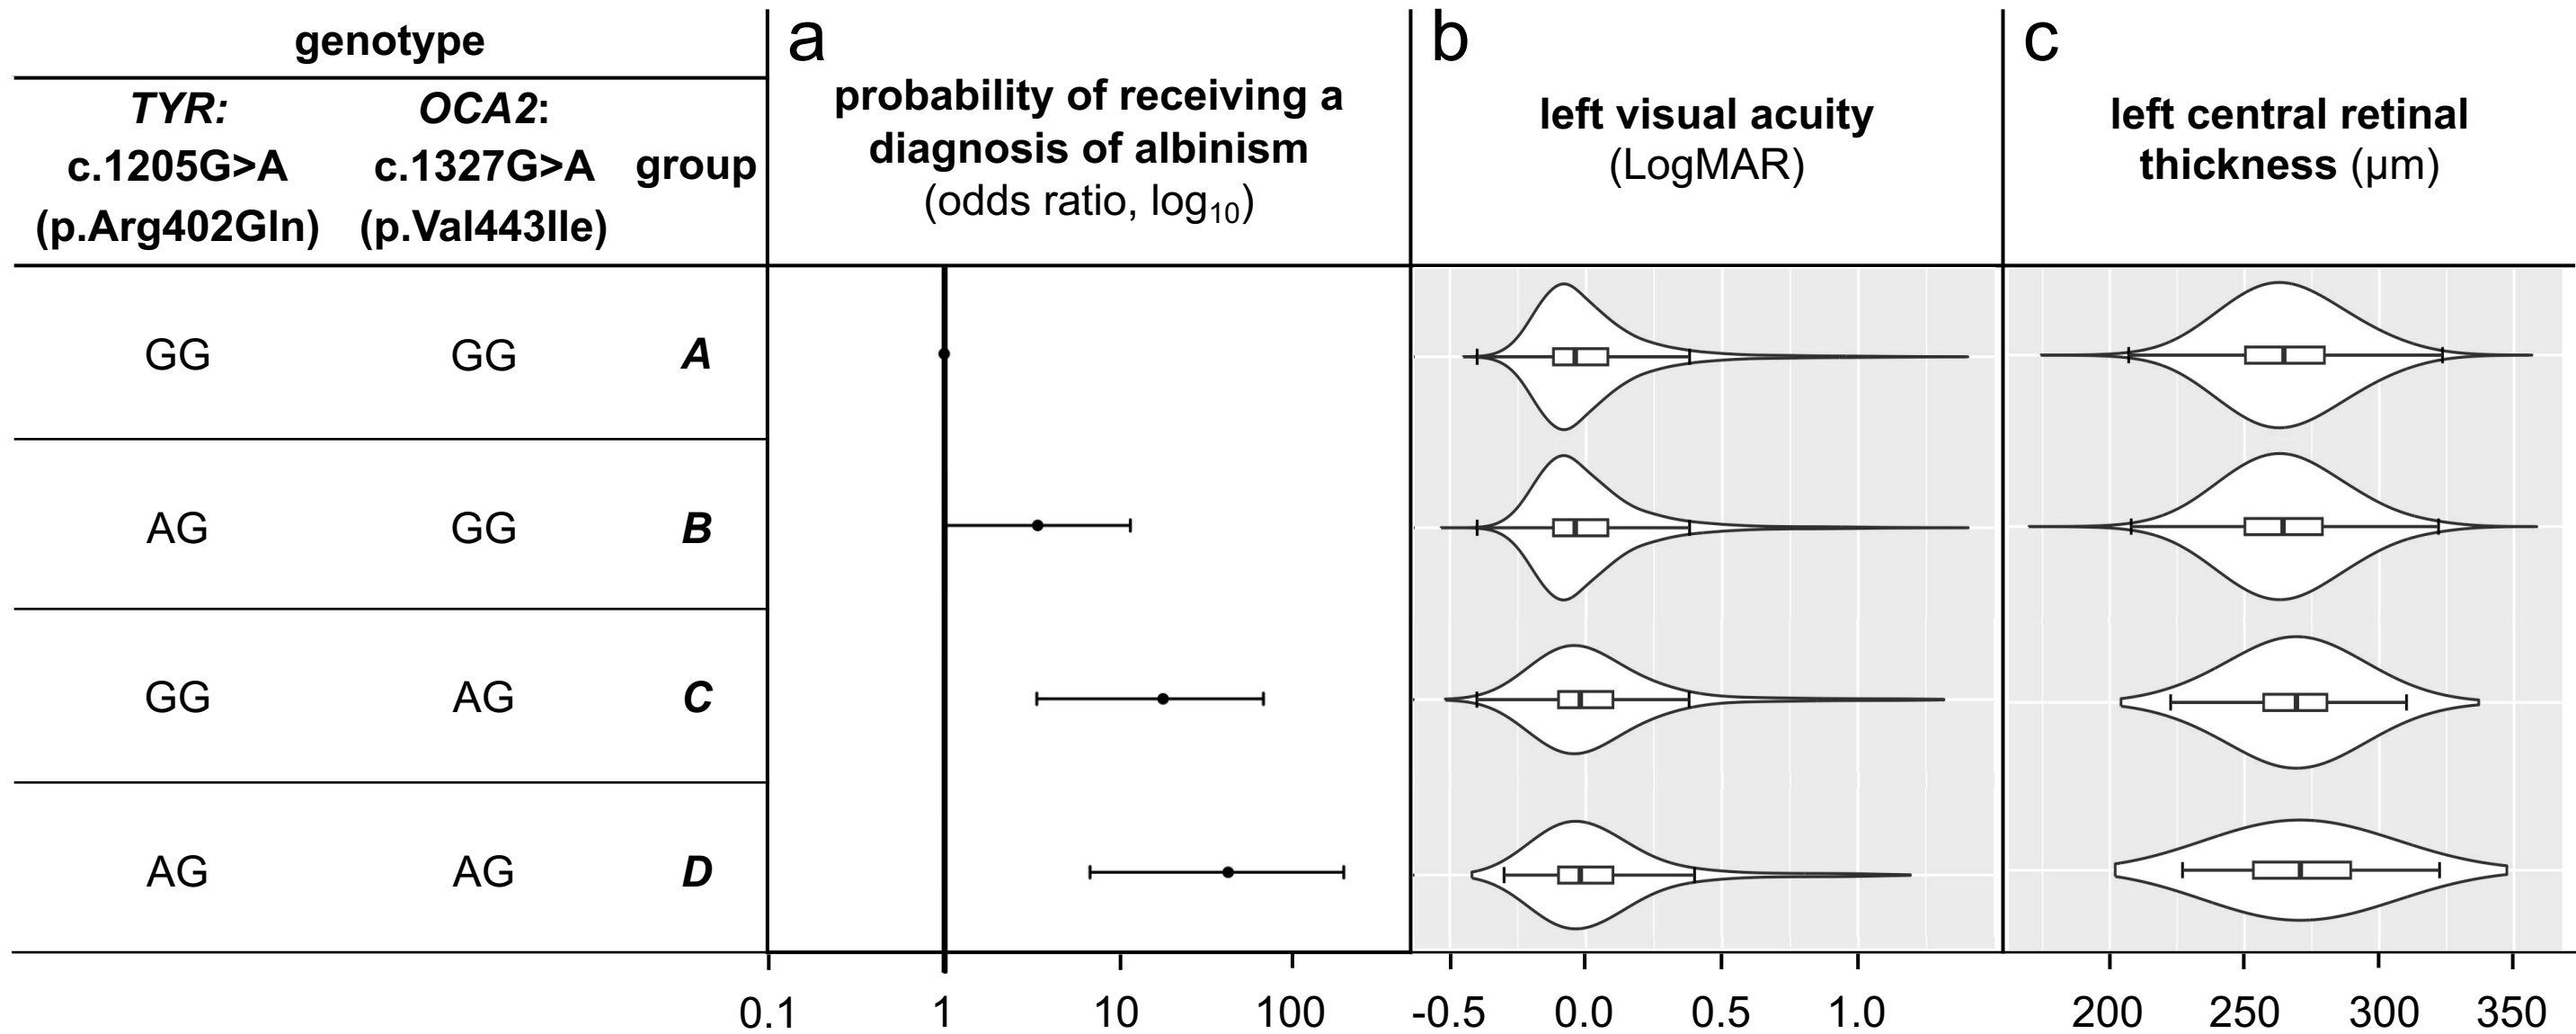 genotype
TYR:
c.1205G>A
(p.Arg402Gln)
OCA2:
c.1327G>A
(p.Val443Ile)
group
a
probability of receiving a
diagnosis of albinism
(odds ratio, log₁₀)
b
left visual acuity
(LogMAR)
c
left central retinal
thickness (μm)
GG GG A
AG GG B
GG AG C
AG AG D
0.1 1 10 100
-0.5 0.0 0.5 1.0
200 250 300 350